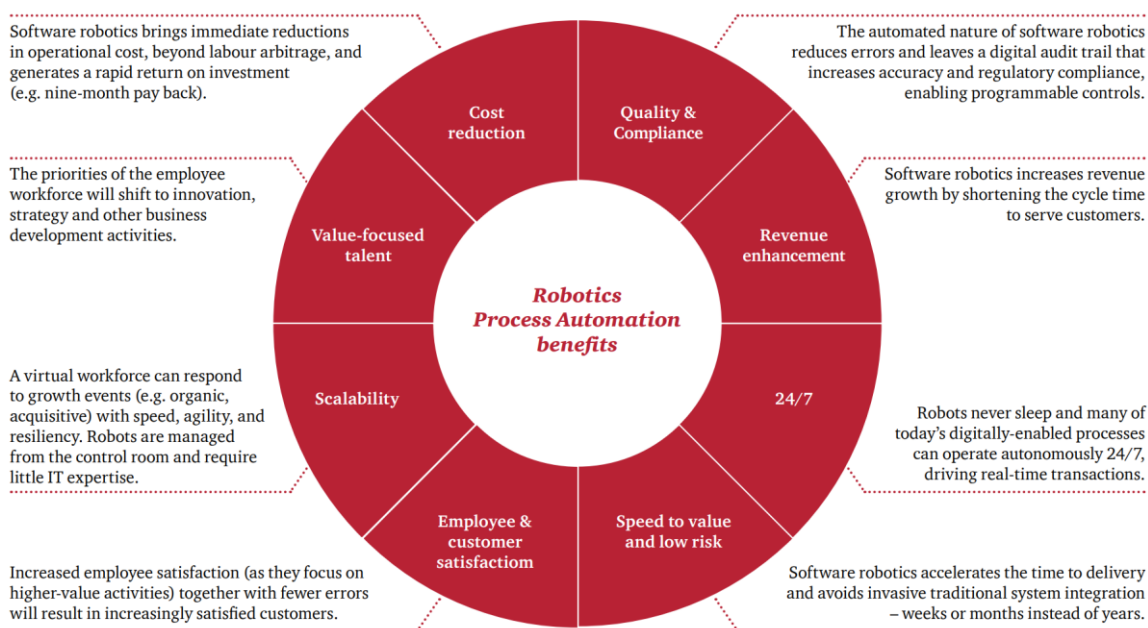 Software robotics brings immediate reductions
in operational cost, beyond labour arbitrage, and
generates a rapid return on investment
(e.g. nine-month pay back).
The automated nature of software robotics
reduces errors and leaves a digital audit trail that
increases accuracy and regulatory compliance,
enabling programmable controls.
Cost
reduction
Quality &
Compliance
The priorities of the employee
workforce will shift to innovation,
strategy and other business
development activities.
Software robotics increases revenue
growth by shortening the cycle time
to serve customers.
Value-focused
talent
Revenue
enhancement
Robotics
Process Automation
benefits
A virtual workforce can respond
to growth events (e.g. organic,
acquisitive) with speed, agility, and
resiliency. Robots are managed
from the control room and require
little IT expertise.
Scalability
24/7
Robots never sleep and many of
today's digitally-enabled processes
can operate autonomously 24/7,
driving real-time transactions.
Employee &
customer
satisfactiom
Speed to value
and low risk
Increased employee satisfaction (as they focus on
higher-value activities) together with fewer errors
will result in increasingly satisfied customers.
Software robotics accelerates the time to delivery
and avoids invasive traditional system integration
– weeks or months instead of years.